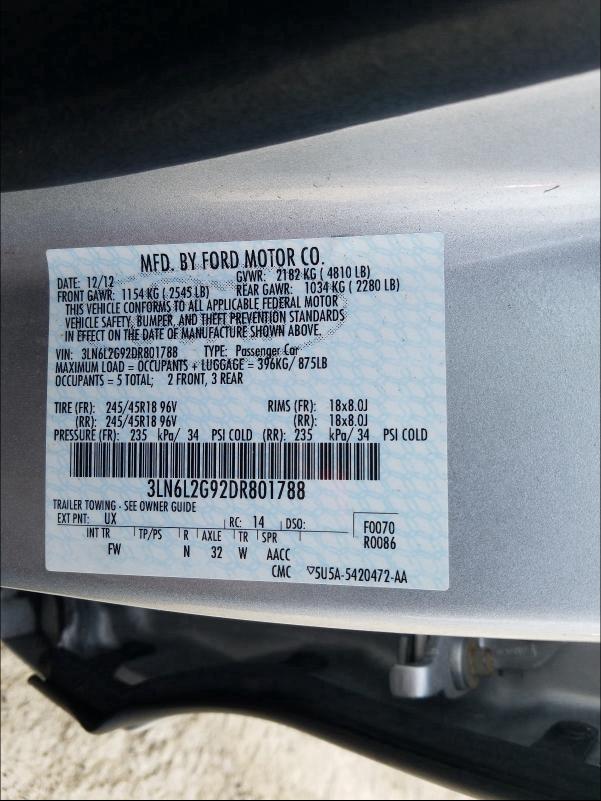 MFD. BY FORD MOTOR CO.
DATE: 12/12 GVWR: 2182 KG ( 4810 LB)
FRONT GAWR: 1154 KG ( 2545 LB) REAR GAWR: 1034 KG ( 2280 LB)
THIS VEHICLE CONFORMS TO ALL APPLICABLE FEDERAL MOTOR
VEHICLE SAFETY, BUMPER, AND THEFT PREVENTION STANDARDS
IN EFFECT ON THE DATE OF MANUFACTURE SHOWN ABOVE.
VIN: 3LN6L2G92DR801788 TYPE: Passenger Car
MAXIMUM LOAD = OCCUPANTS + LUGGAGE = 396KG/ 875LB
OCCUPANTS = 5 TOTAL; 2 FRONT, 3 REAR
TIRE (FR): 245/45R18 96V RIMS (FR): 18x8.0J
(RR): 245/45R18 96V (RR): 18x8.0J
PRESSURE (FR): 235 kPa/ 34 PSI COLD (RR): 235 kPa/ 34 PSI COLD
3LN6L2G92DR801788
TRAILER TOWING - SEE OWNER GUIDE
EXT PNT: UX RC: 14 DSO: F0070
INT TR TP/PS R AXLE TR SPR R0086
FW N 32 W AACC
CMC ▽5U5A-5420472-AA